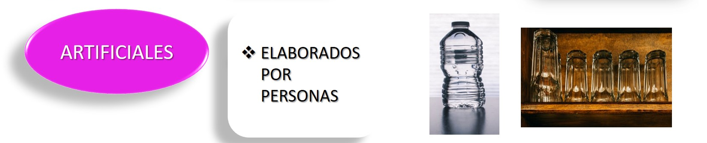 ARTIFICIALES
❖ ELABORADOS
POR
PERSONAS